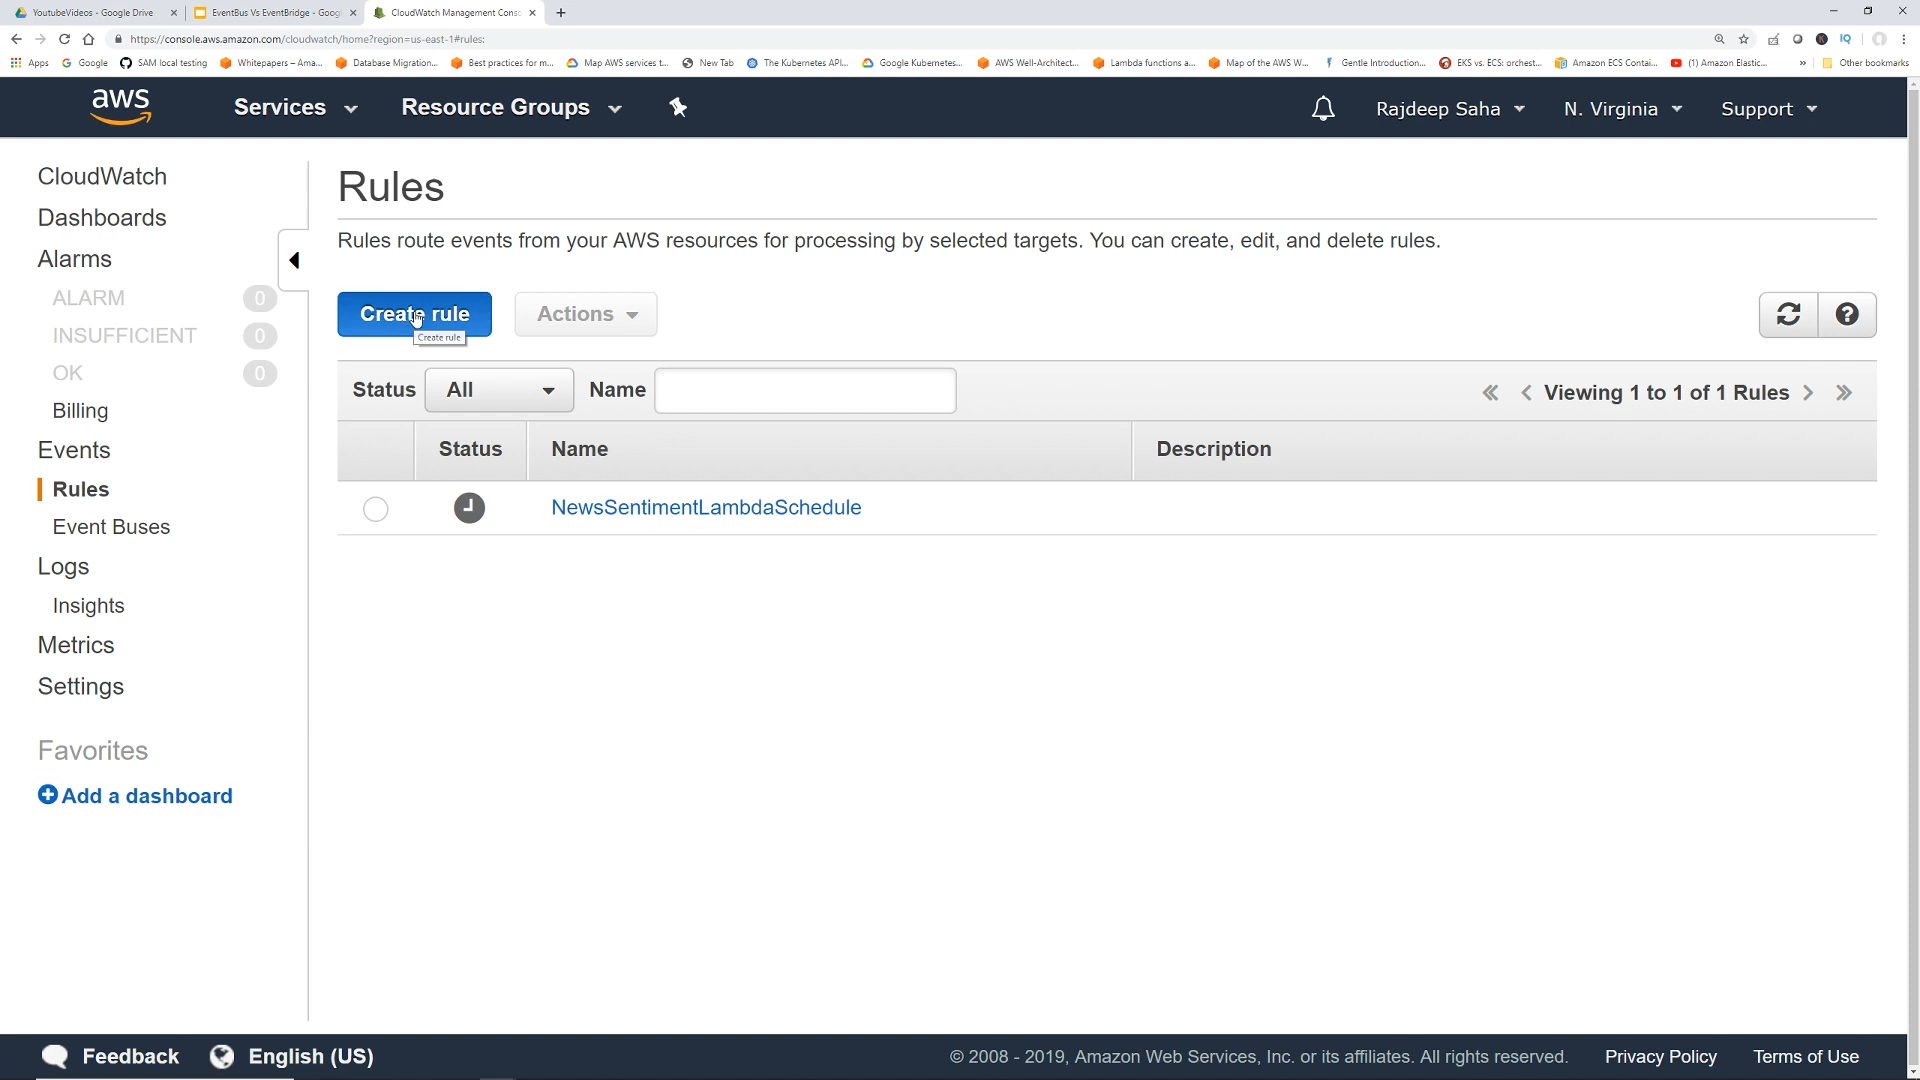 YoutubeVideos - Google Drive
EventBus Vs EventBridge - Googl
CloudWatch Management Conso
https://console.aws.amazon.com/cloudwatch/home?region=us-east-1#rules:
IQ
Apps
Google
SAM local testing
Whitepapers – Ama...
Database Migration...
Best practices for m...
Map AWS services t...
New Tab
The Kubernetes API...
Google Kubernetes...
AWS Well-Architect...
Lambda functions a...
Map of the AWS W...
Gentle Introduction...
EKS vs. ECS: orchest...
Amazon ECS Contai...
(1) Amazon Elastic...
Other bookmarks
aws
Services
Resource Groups
Rajdeep Saha
N. Virginia
Support
CloudWatch
Dashboards
Alarms
ALARM 0
INSUFFICIENT 0
OK 0
Billing
Events
Rules
Event Buses
Logs
Insights
Metrics
Settings
Favorites
Add a dashboard
Rules
Rules route events from your AWS resources for processing by selected targets. You can create, edit, and delete rules.
Create rule
Actions
Create rule
Status All Name
Viewing 1 to 1 of 1 Rules
Status Name Description
NewsSentimentLambdaSchedule
Feedback
English (US)
© 2008 - 2019, Amazon Web Services, Inc. or its affiliates. All rights reserved.
Privacy Policy
Terms of Use